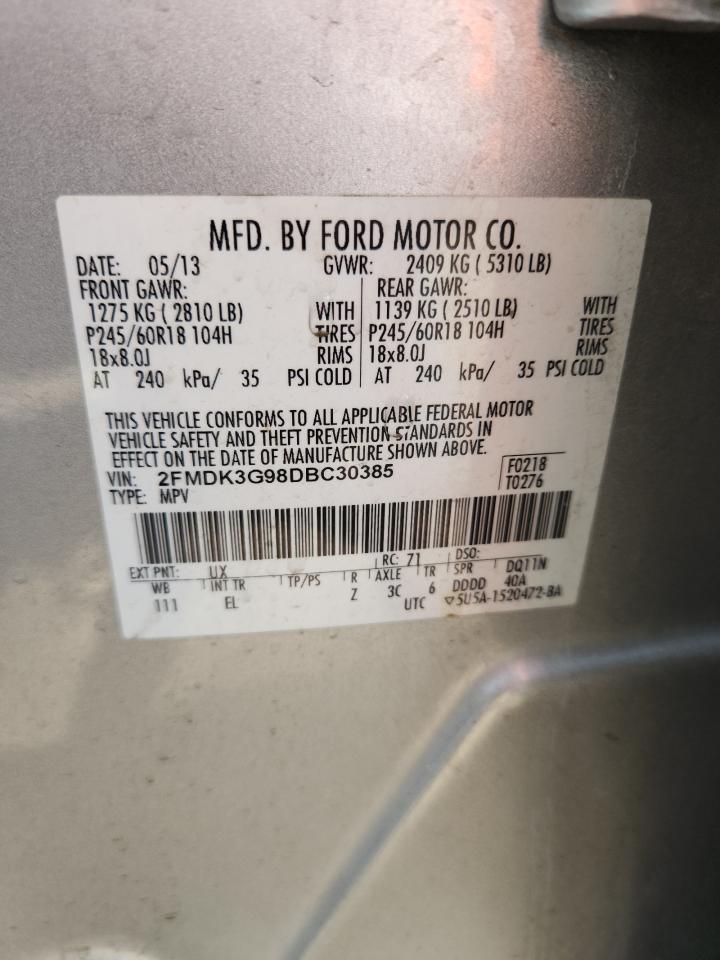 MFD. BY FORD MOTOR CO.
DATE: 05/13 GVWR: 2409 KG ( 5310 LB)
FRONT GAWR: REAR GAWR:
1275 KG ( 2810 LB) WITH 1139 KG ( 2510 LB) WITH
P245/60R18 104H TIRES P245/60R18 104H TIRES
18x8.0J RIMS 18x8.0J RIMS
AT 240 kPa/ 35 PSI COLD AT 240 kPa/ 35 PSI COLD
THIS VEHICLE CONFORMS TO ALL APPLICABLE FEDERAL MOTOR
VEHICLE SAFETY AND THEFT PREVENTION STANDARDS IN
EFFECT ON THE DATE OF MANUFACTURE SHOWN ABOVE.
VIN: 2FMDK3G98DBC30385 F0218
TYPE: MPV T0276
EXT PNT: UX RC: 71 DSO:
WB INT TR TP/PS R AXLE TR SPR DQ11N
111 EL Z 3C 6 DDDD 40A
UTC ▽5U5A-1520472-BA